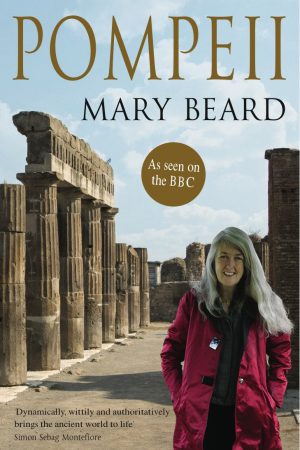 POMPEII
MARY BEARD
As seen on
the BBC
'Dynamically, wittily and authoritatively
brings the ancient world to life'
Simon Sebag Montefiore